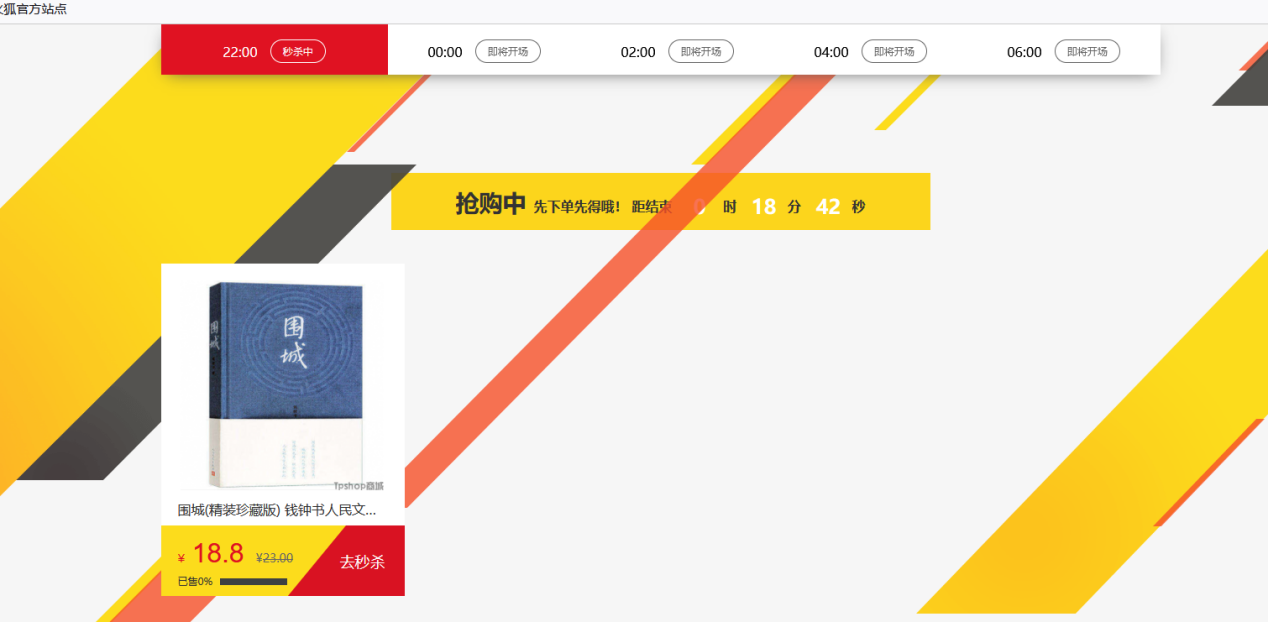 火狐官方站点
22:00 秒杀中 00:00 即将开场 02:00 即将开场 04:00 即将开场 06:00 即将开场
抢购中 先下单先得哦! 距结束 0 时 18 分 42 秒
围城
围城
Tpshop商城
围城(精装珍藏版) 钱钟书人民文...
¥ 18.8 ¥23.00
去秒杀
已售0%